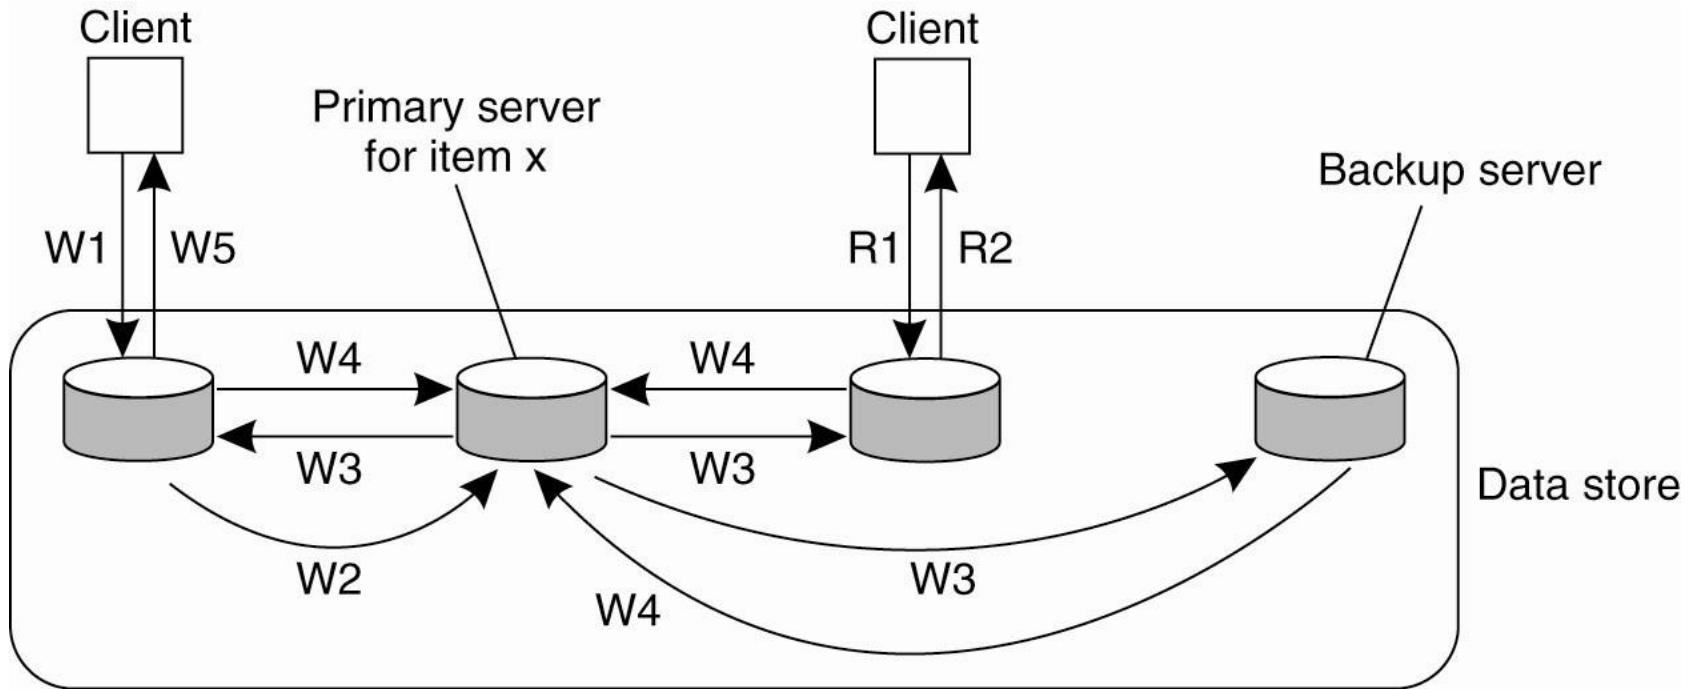 Client
Client
Primary server
for item x
Backup server
W1
W5
R1
R2
W4
W4
W3
W3
Data store
W2
W3
W4